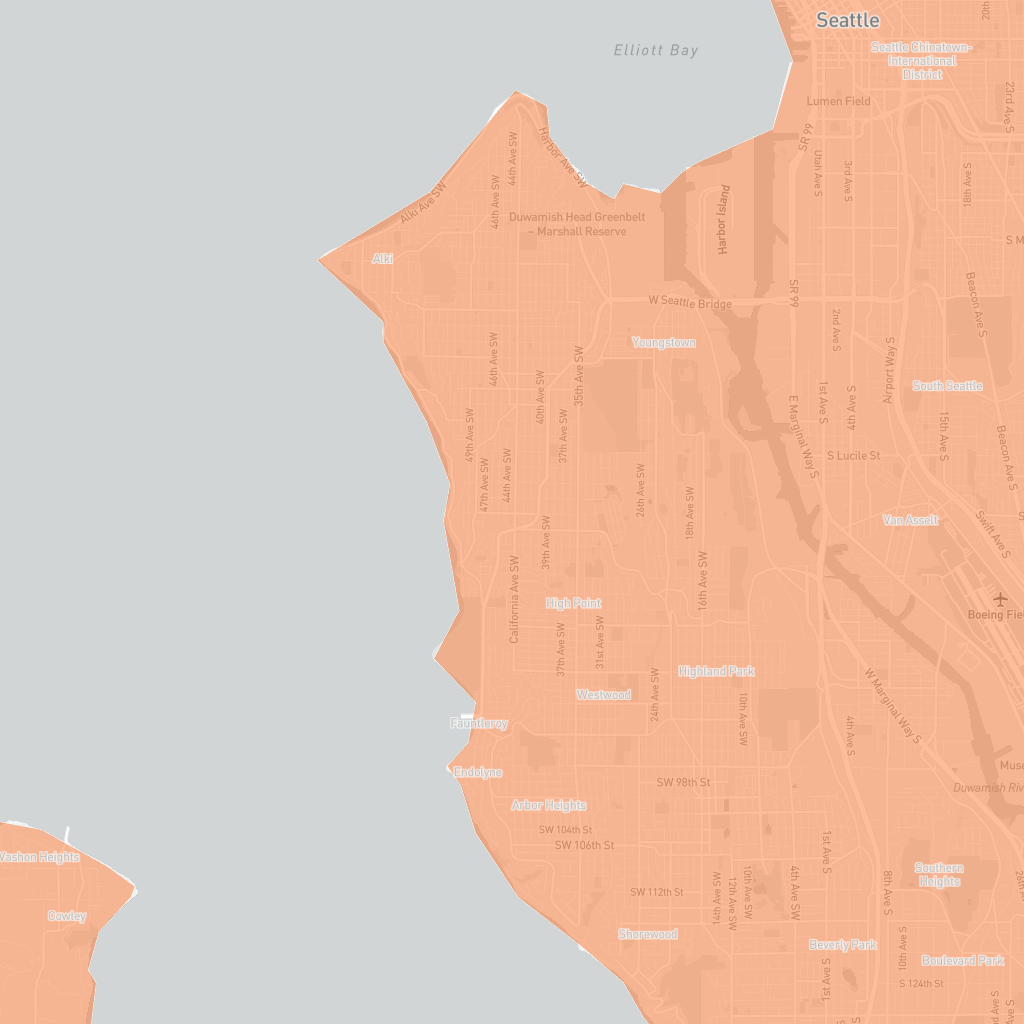 Seattle
20th
Elliott Bay
Seattle Chinatown-
International
District
Lumen Field
23rd Ave S
SR 99
Harbor Ave SW
44th Ave SW
Utah Ave S
3rd Ave S
18th Ave S
46th Ave SW
Alki Ave SW
Duwamish Head Greenbelt
– Marshall Reserve
Harbor Island
S M
Alki
SR 99
W Seattle Bridge
Beacon Ave S
2nd Ave S
Youngstown
46th Ave SW
35th Ave SW
Airport Way S
South Seattle
40th Ave SW
1st Ave S
4th Ave S
49th Ave SW
37th Ave SW
E Marginal Way S
15th Ave S
S Lucile St
Beacon Ave S
47th Ave SW
44th Ave SW
26th Ave SW
18th Ave SW
Van Asselt
S
Swift Ave S
39th Ave SW
California Ave SW
16th Ave SW
High Point
Boeing Fie
37th Ave SW
31st Ave SW
Highland Park
Westwood
24th Ave SW
W Marginal Way S
10th Ave SW
4th Ave S
Fauntleroy
Endolyne
Muse
SW 98th St
Duwamish Riv
Arbor Heights
SW 104th St
SW 106th St
1st Ave S
Vashon Heights
Southern
Heights
SW 112th St
14th Ave SW
12th Ave SW
10th Ave SW
4th Ave SW
8th Ave S
26th A
Cowley
Shorewood
Beverly Park
10th Ave S
Boulevard Park
1st Ave S
S 124th St
S
nd Ave S
Ave S